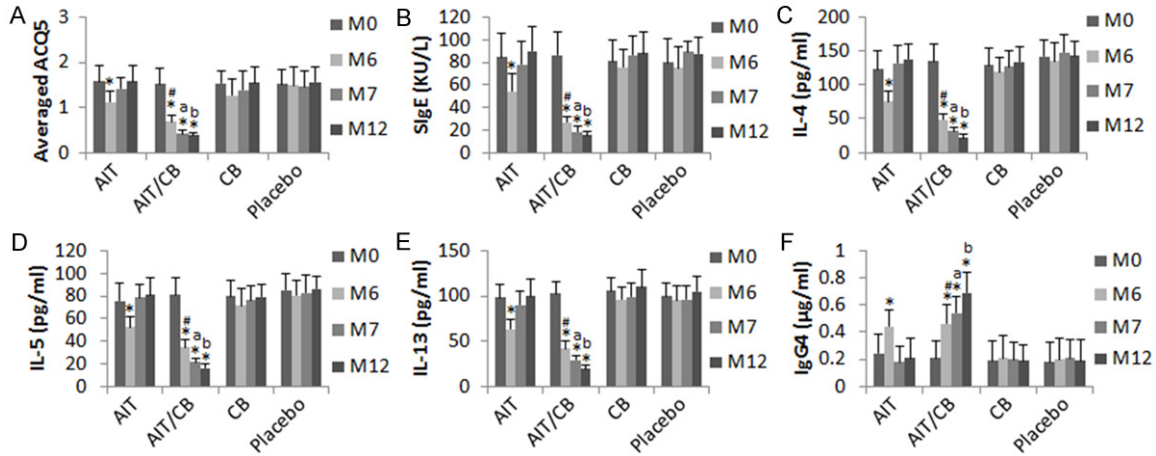 A
Averaged ACQ5
3
2
1
0
*
#
*
a
*
b
*
AIT
AIT/CB
CB
Placebo
M0
M6
M7
M12
B
SIgE (KU/L)
120
100
80
60
40
20
0
*
#
*
a
*
b
*
AIT
AIT/CB
CB
Placebo
M0
M6
M7
M12
C
IL-4 (pg/ml)
200
150
100
50
0
*
#
*
a
*
b
*
AIT
AIT/CB
CB
Placebo
M0
M6
M7
M12
D
IL-5 (pg/ml)
120
100
80
60
40
20
0
*
#
*
a
*
b
*
AIT
AIT/CB
CB
Placebo
M0
M6
M7
M12
E
IL-13 (pg/ml)
150
100
50
0
*
#
*
a
*
b
*
AIT
AIT/CB
CB
Placebo
M0
M6
M7
M12
F
IgG4 (µg/ml)
1
0.8
0.6
0.4
0.2
0
*
#
*
a
*
b
*
AIT
AIT/CB
CB
Placebo
M0
M6
M7
M12